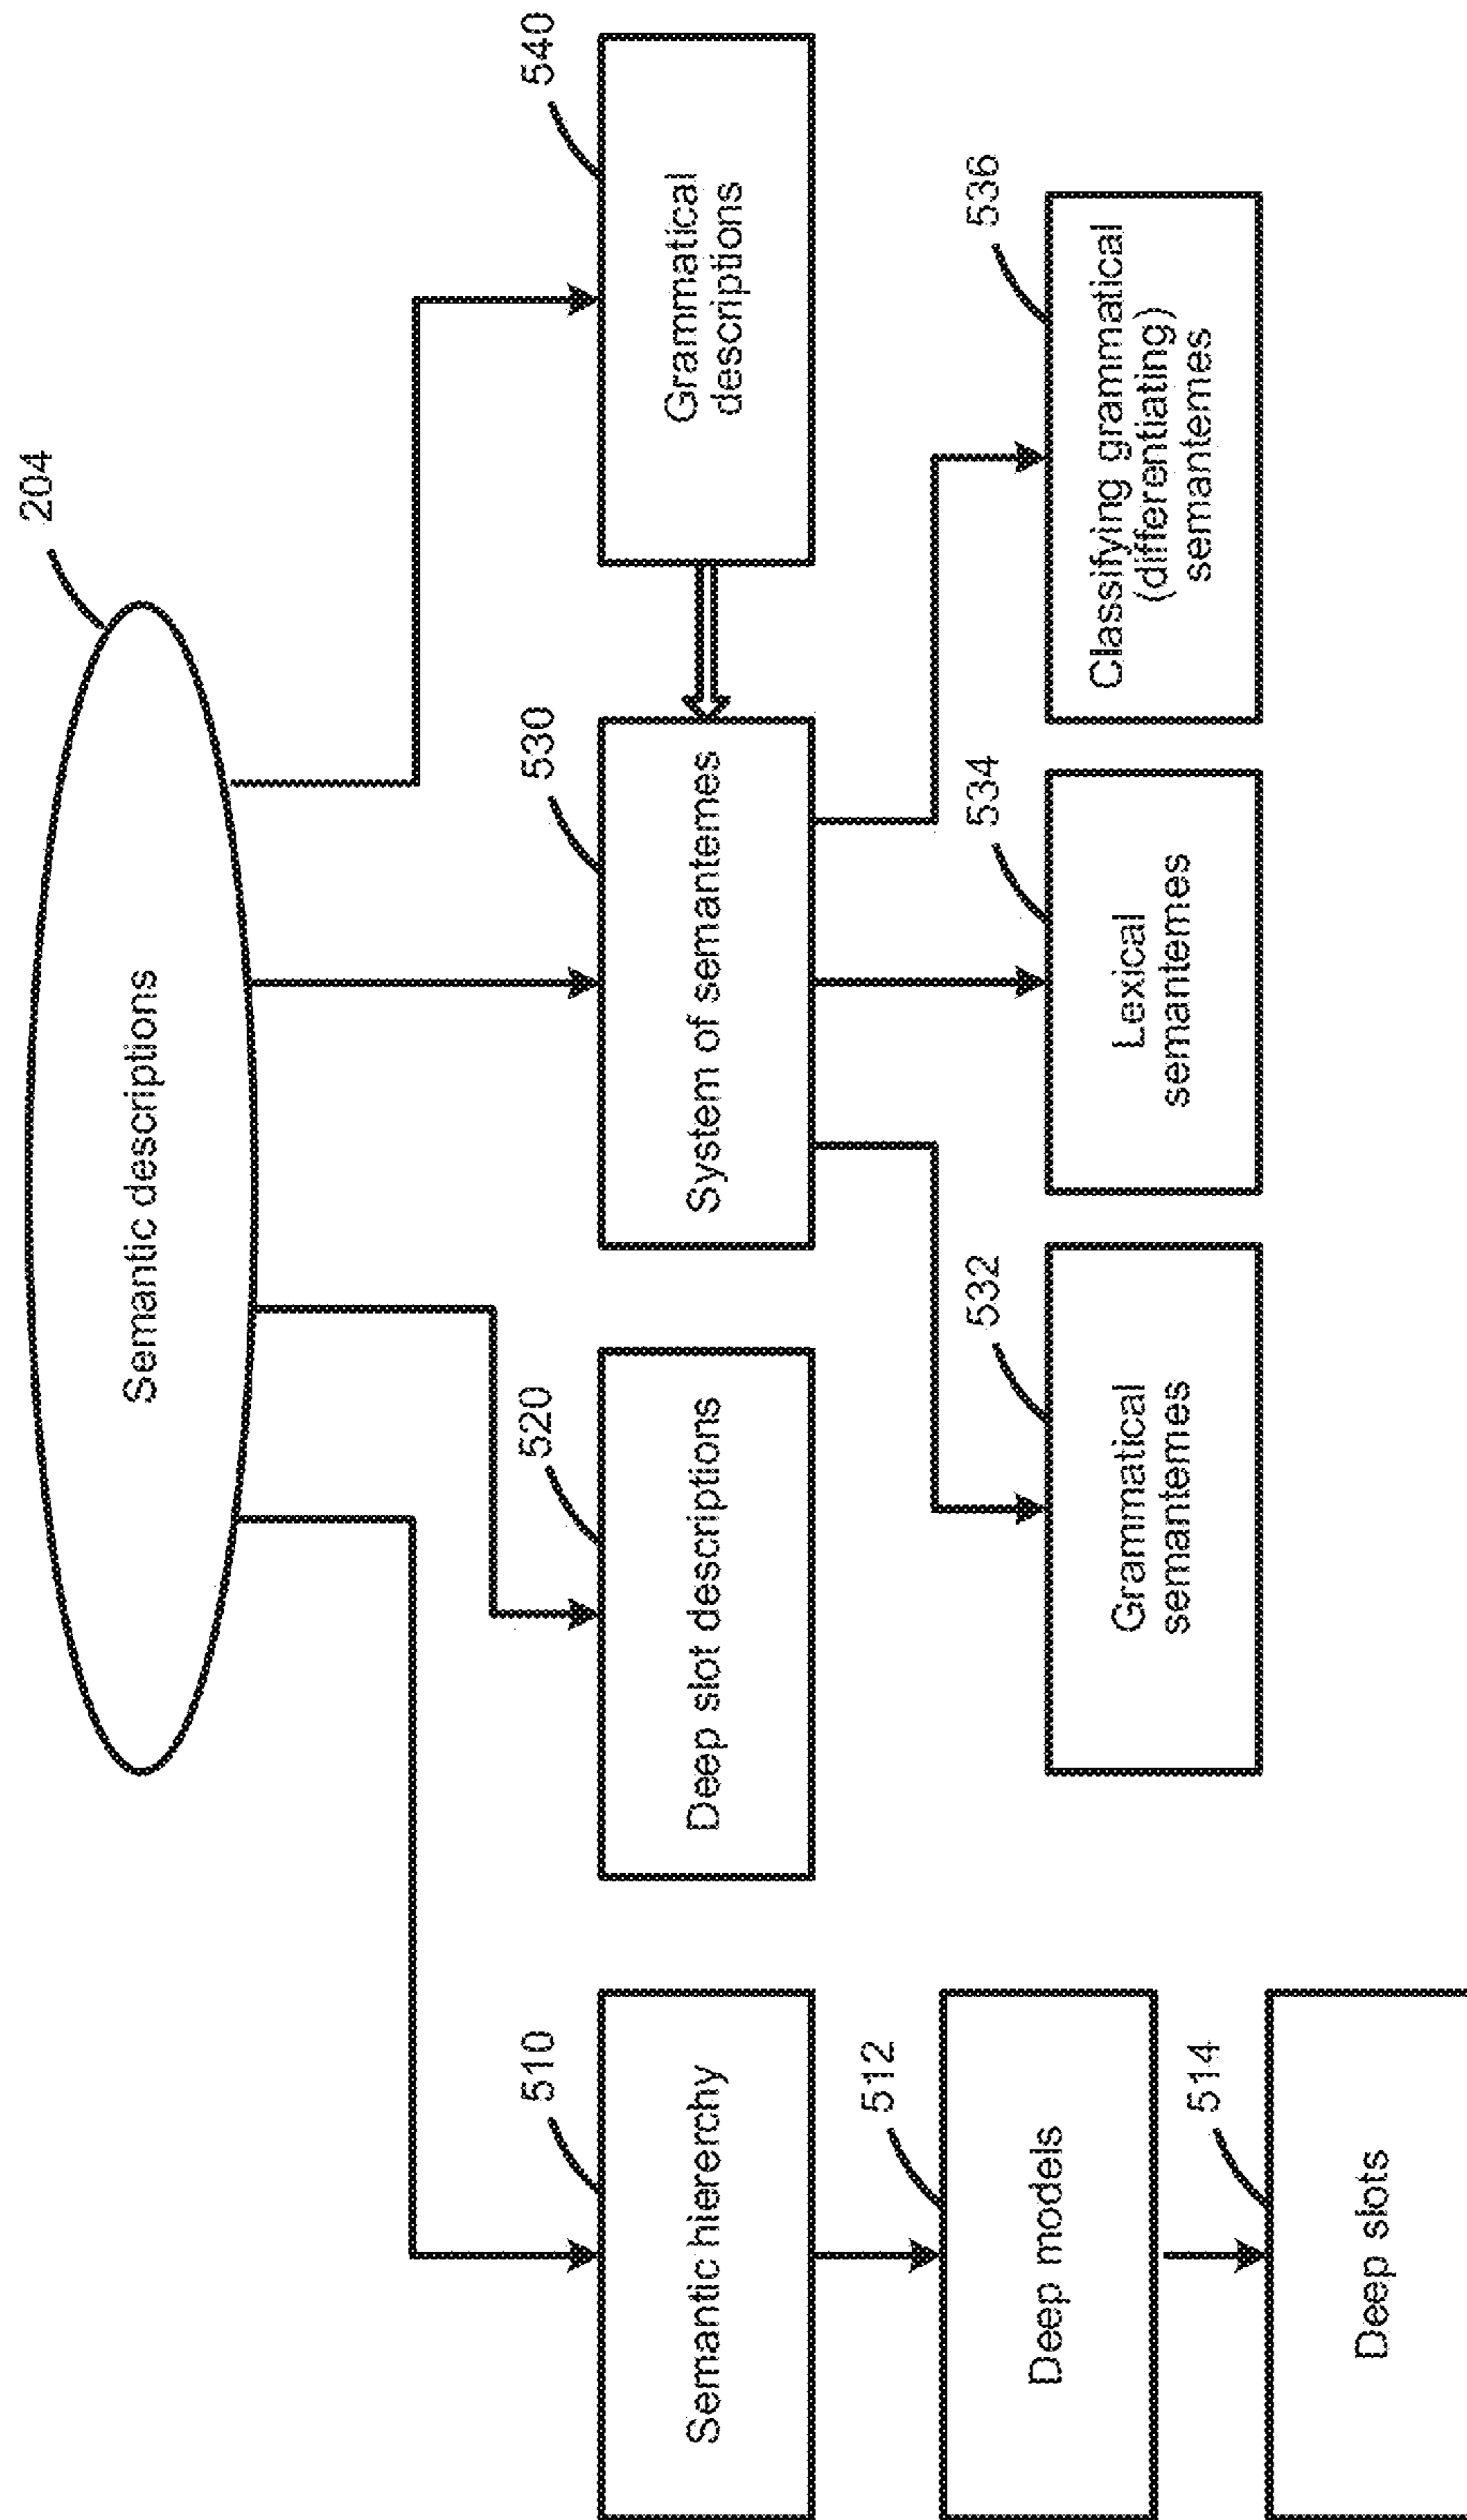 204
Semantic descriptions
510
Semantic hiererchy
520
Deep slot descriptions
530
System of semantemes
540
Grammatical
descriptions
512
Deep models
532
Grammatical
semantemes
534
Lexical
semantemes
536
Classifying grammatical
(differentiating)
semantemes
514
Deep slots